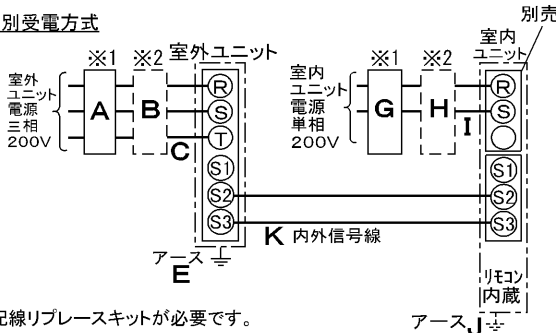 別受電方式
別売
※1
※2
室外ユニット
室外
ユニット
電源
三相
200V
A
B
C
R
S
T
S1
S2
S3
アース
E
※1
※2
室内
ユニット
室内
ユニット
電源
単相
200V
G
H
I
R
S
S1
S2
S3
K 内外信号線
リモコン
内蔵
アース J
配線リプレースキットが必要です。